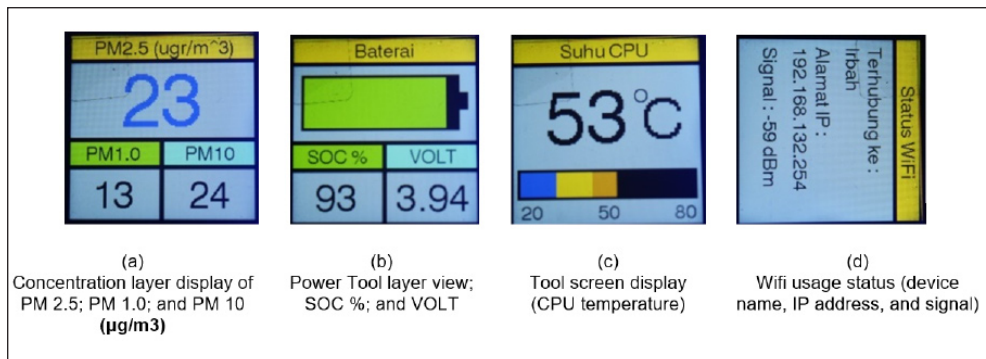 PM2.5 (ugr/m^3)
23
PM1.0
PM10
13
24
Baterai
SOC %
VOLT
93
3.94
Suhu CPU
53°C
20
50
80
Status WiFi
Terhubung ke :
Irbah
Alamat IP :
192.168.132.254
Signal : -59 dBm
(a)
Concentration layer display of
PM 2.5; PM 1.0; and PM 10
(µg/m3)
(b)
Power Tool layer view;
SOC %; and VOLT
(c)
Tool screen display
(CPU temperature)
(d)
Wifi usage status (device
name, IP address, and signal)